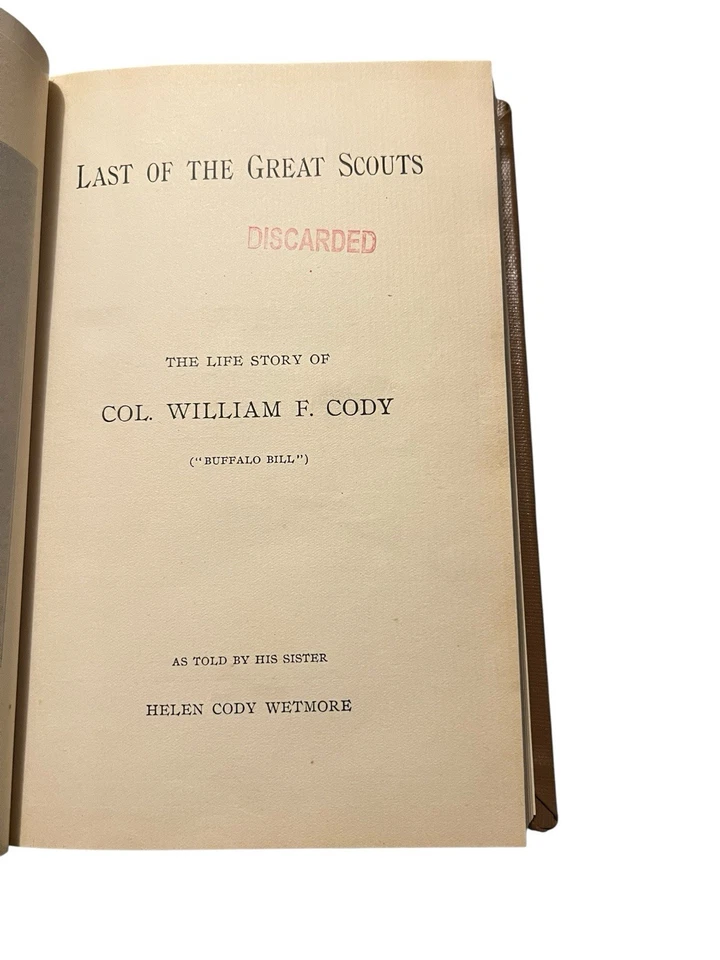 LAST OF THE GREAT SCOUTS
DISCARDED
THE LIFE STORY OF
COL. WILLIAM F. CODY
("BUFFALO BILL")
AS TOLD BY HIS SISTER
HELEN CODY WETMORE